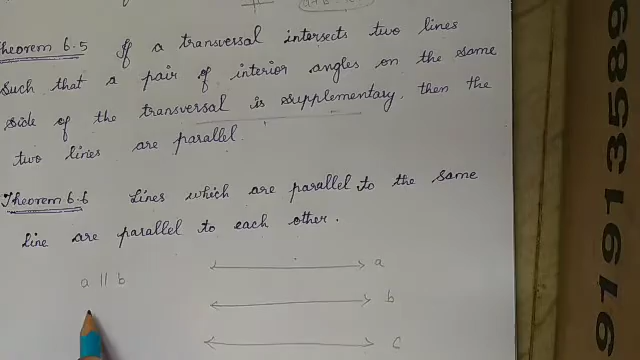 Theorem 6.5 If a transversal intersects two lines
such that a pair of interior angles on the same
side of the transversal is supplementary, then the
two lines are parallel.
Theorem 6.6 Lines which are parallel to the same
line are parallel to each other.
a
a || b
b
c
9191358